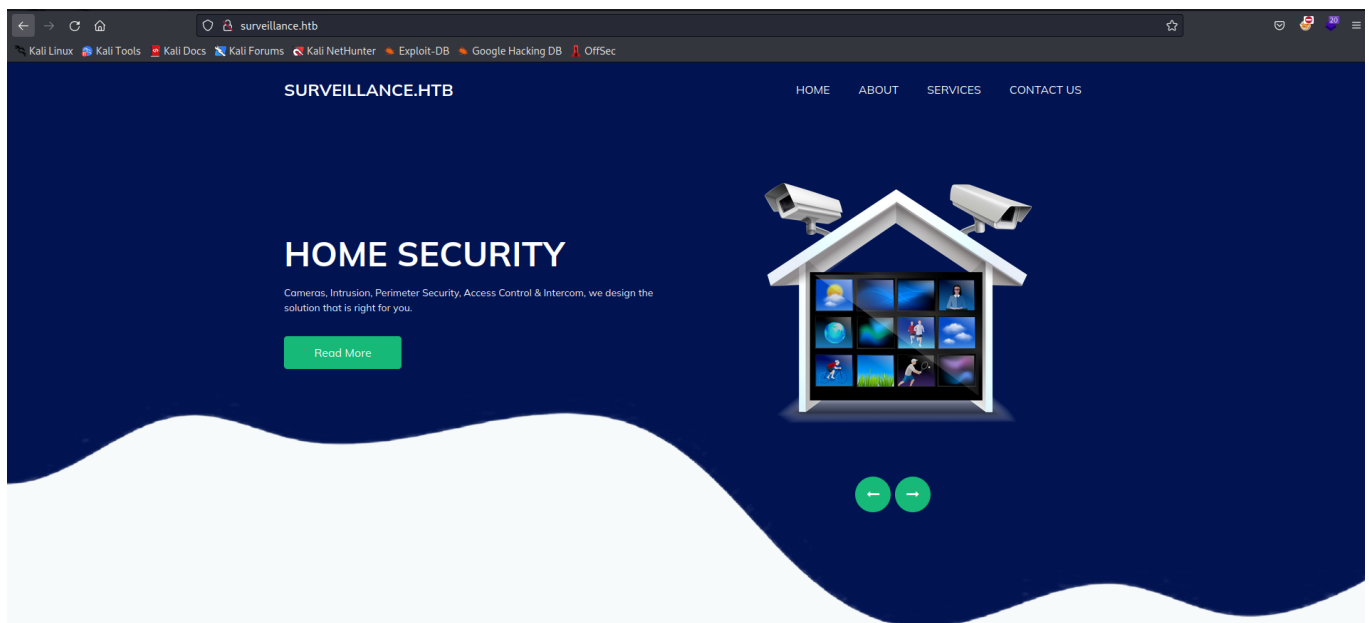 surveillance.htb
20
Kali Linux Kali Tools Kali Docs Kali Forums Kali NetHunter Exploit-DB Google Hacking DB OffSec
SURVEILLANCE.HTB HOME ABOUT SERVICES CONTACT US
HOME SECURITY
Cameras, Intrusion, Perimeter Security, Access Control & Intercom, we design the
solution that is right for you.
Read More